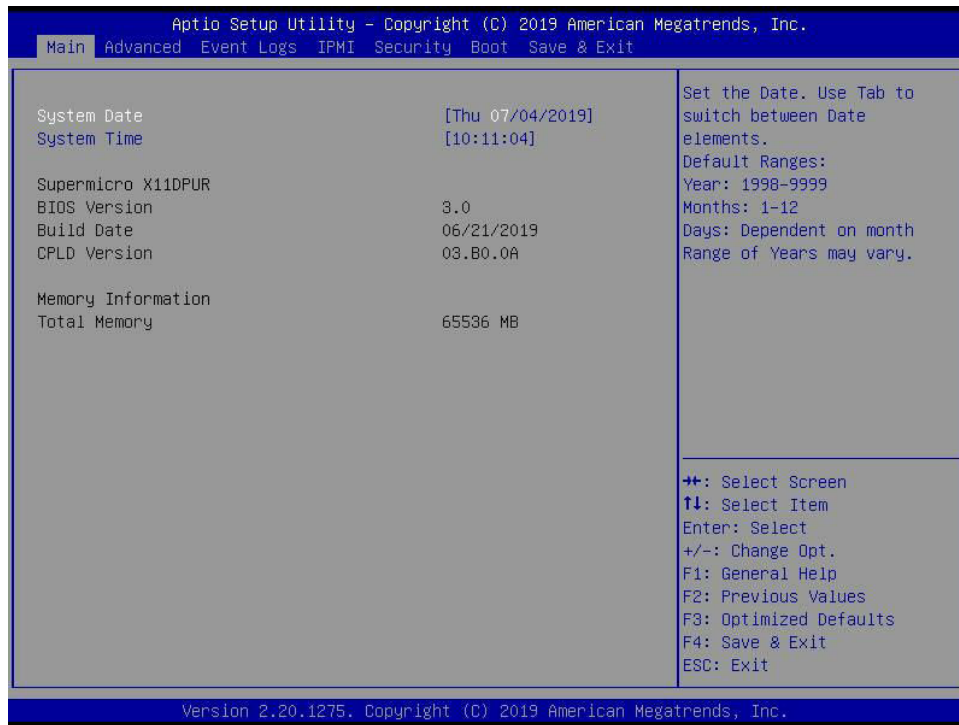 Aptio Setup Utility – Copyright (C) 2019 American Megatrends, Inc.
Main Advanced Event Logs IPMI Security Boot Save & Exit
System Date [Thu 07/04/2019]
System Time [10:11:04]
Supermicro X11DPUR
BIOS Version 3.0
Build Date 06/21/2019
CPLD Version 03.B0.0A
Memory Information
Total Memory 65536 MB
Set the Date. Use Tab to
switch between Date
elements.
Default Ranges:
Year: 1998-9999
Months: 1-12
Days: Dependent on month
Range of Years may vary.
→←: Select Screen
↑↓: Select Item
Enter: Select
+/-: Change Opt.
F1: General Help
F2: Previous Values
F3: Optimized Defaults
F4: Save & Exit
ESC: Exit
Version 2.20.1275. Copyright (C) 2019 American Megatrends, Inc.